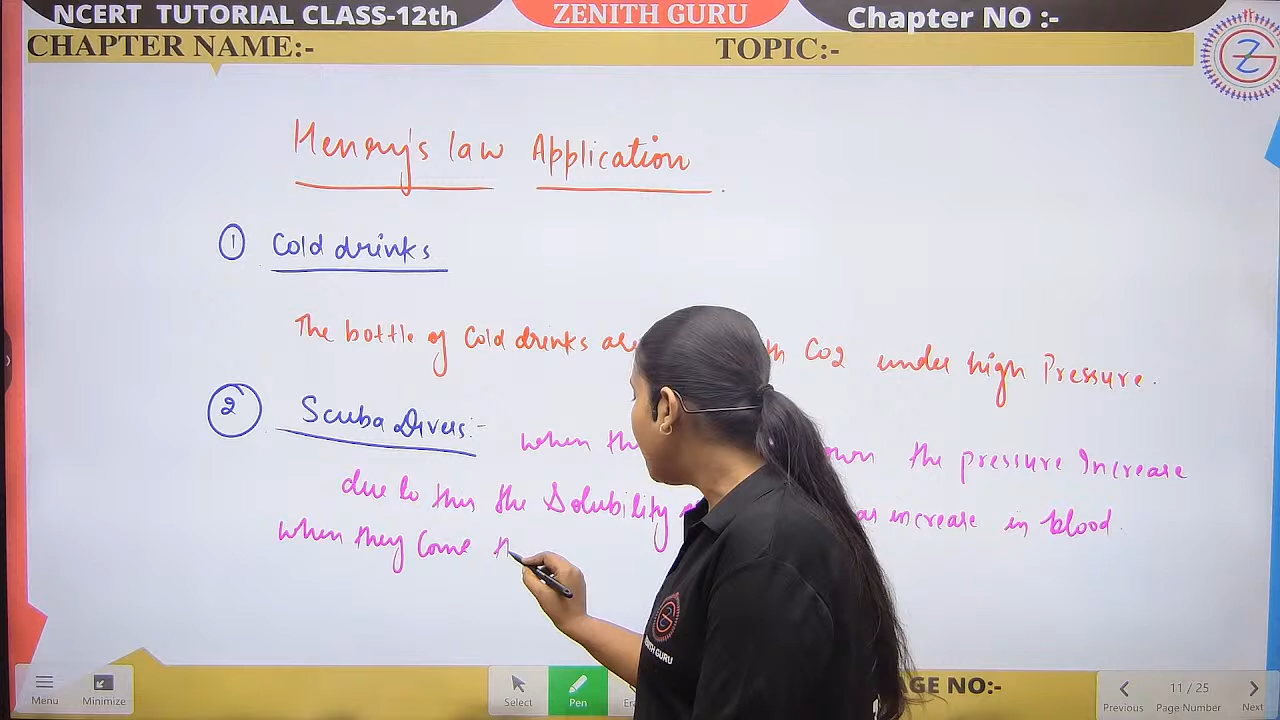 NCERT TUTORIAL CLASS-12th
ZENITH GURU
Chapter NO :-
CHAPTER NAME:-
TOPIC:-
Henry's law Application
1 Cold drinks
The bottle of Cold drinks are CO2 under high Pressure.
2 Scuba Divers:- when the the pressure Increase
due to this the Solubility increase in blood.
when they Come
ZENITH GURU
GE NO:-
Menu
Minimize
Select
Pen
Previous
11 / 25
Page Number
Next